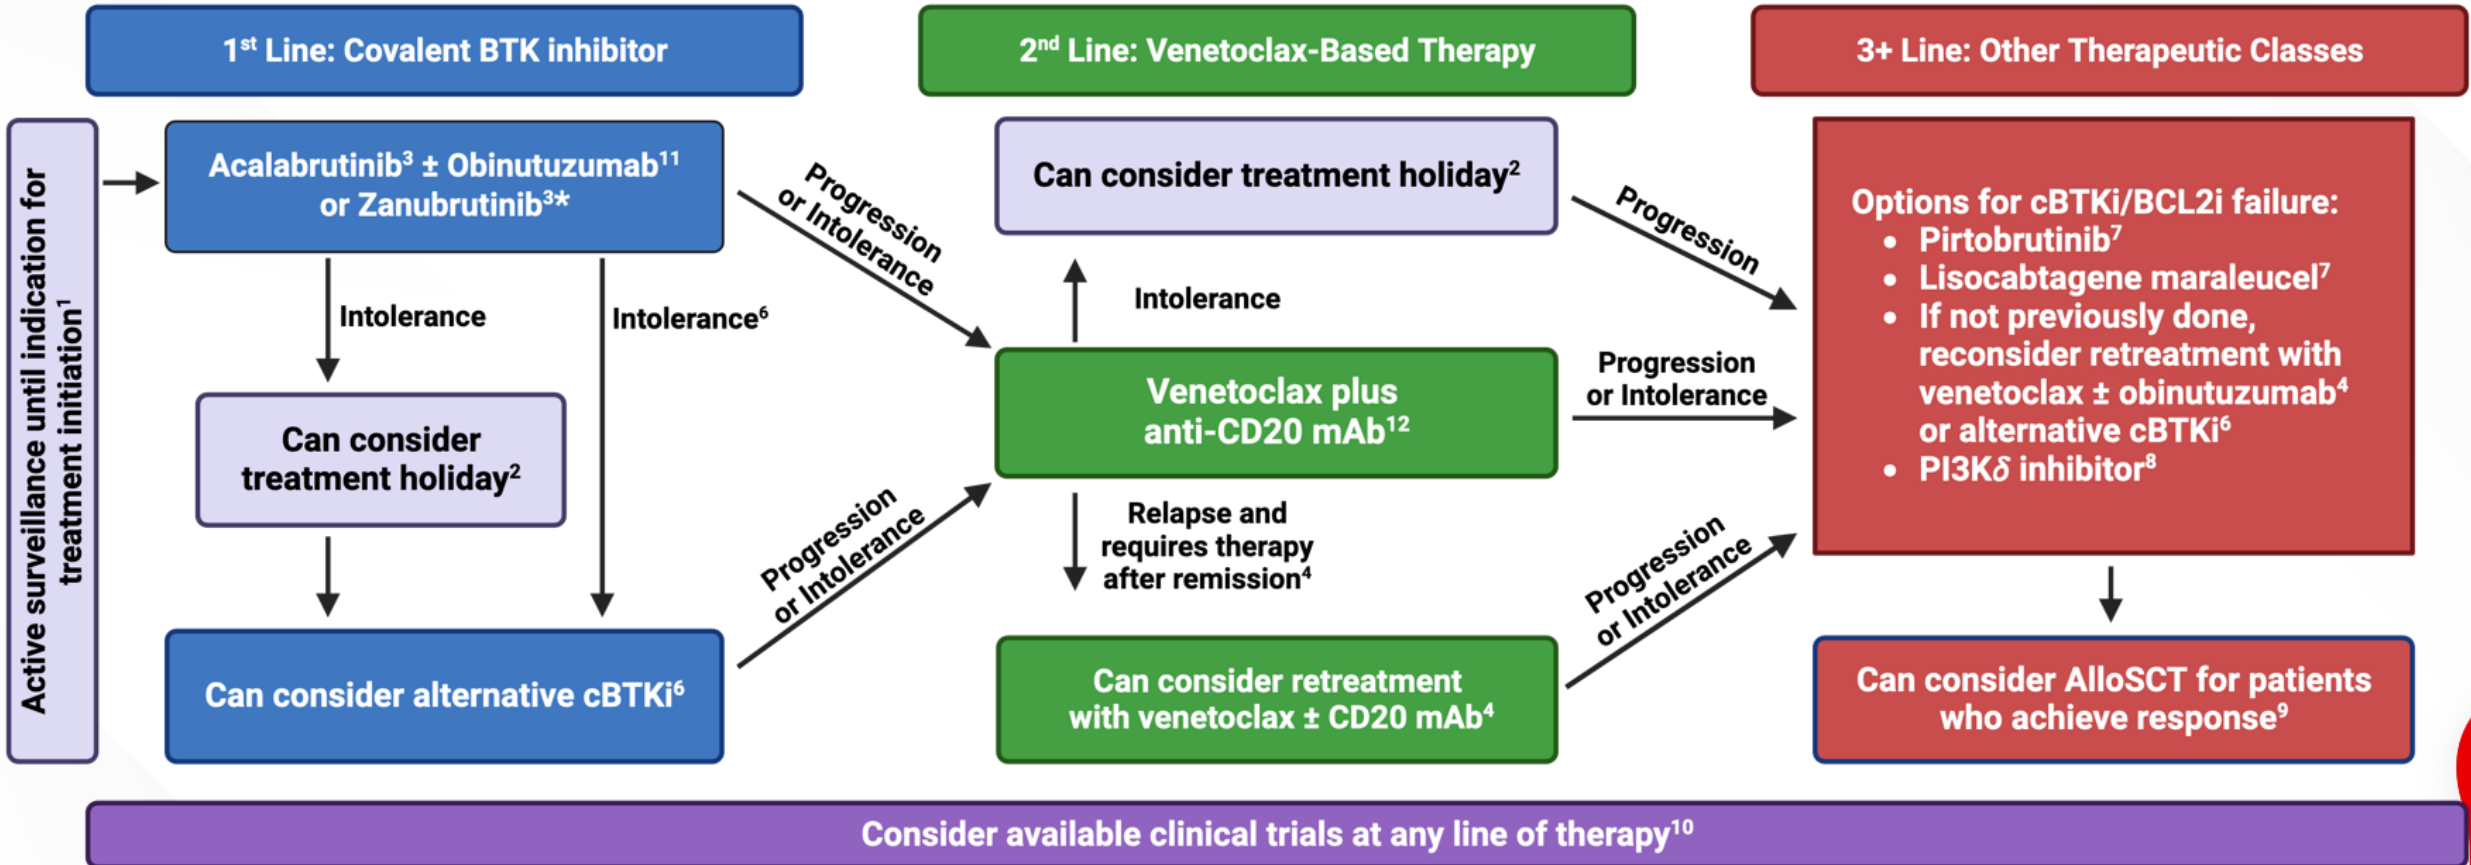 1st Line: Covalent BTK inhibitor
2nd Line: Venetoclax-Based Therapy
3+ Line: Other Therapeutic Classes
Active surveillance until indication for
treatment initiation1
Acalabrutinib3 ± Obinutuzumab11
or Zanubrutinib3*
Intolerance
Intolerance6
Can consider
treatment holiday2
Can consider alternative cBTKi6
Progression
or Intolerance
Progression
or Intolerance
Can consider treatment holiday2
Intolerance
Venetoclax plus
anti-CD20 mAb12
Relapse and
requires therapy
after remission4
Can consider retreatment
with venetoclax ± CD20 mAb4
Progression
Progression
or Intolerance
Progression
or Intolerance
Options for cBTKi/BCL2i failure:
• Pirtobrutinib7
• Lisocabtagene maraleucel7
• If not previously done,
reconsider retreatment with
venetoclax ± obinutuzumab4
or alternative cBTKi6
• PI3Kδ inhibitor8
Can consider AlloSCT for patients
who achieve response9
Consider available clinical trials at any line of therapy10